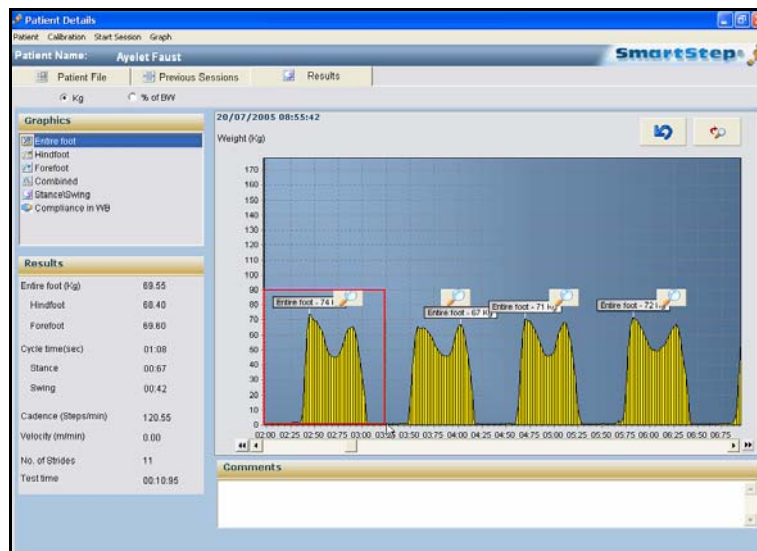 Patient Details
Patient Calibration Start Session Graph
Patient Name: Ayelet Faust
SmartStep
Patient File Previous Sessions Results
Kg % of BW
Graphics
Entire foot
Hindfoot
Forefoot
Combined
Stance\Swing
Compliance in WB
Results
Entire foot (Kg) 69.55
Hindfoot 68.40
Forefoot 69.60
Cycle time(sec) 01:08
Stance 00:67
Swing 00:42
Cadence (Steps/min) 120.55
Velocity (m/min) 0.00
No. of Strides 11
Test time 00:10:95
20/07/2005 08:55:42
Weight (Kg)
170
160
150
140
130
120
110
100
90
80
70
60
50
40
30
20
10
0
Entire foot - 74
Entire foot - 67 Kg
Entire foot - 71 Kg
Entire foot - 72
02:00 02:25 02:50 02:75 03:00 03:25 03:50 03:75 04:00 04:25 04:50 04:75 05:00 05:25 05:50 05:75 06:00 06:25 06:50 06:75
Comments